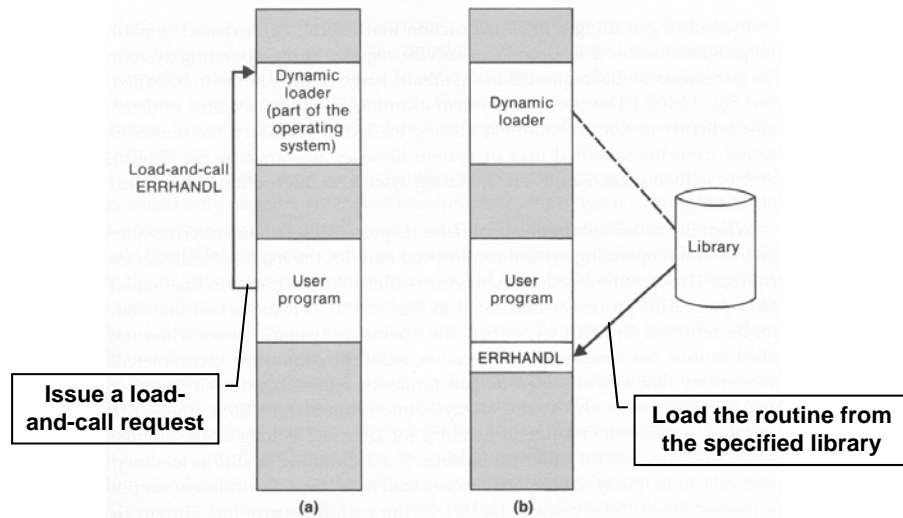 Dynamic
loader
(part of the
operating
system)
Load-and-call
ERRHANDL
User
program
Issue a load-
and-call request
(a)
Dynamic
loader
Library
User
program
ERRHANDL
Load the routine from
the specified library
(b)